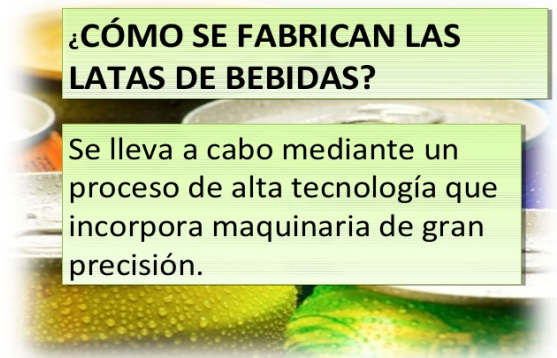 ¿CÓMO SE FABRICAN LAS
LATAS DE BEBIDAS?
Se lleva a cabo mediante un
proceso de alta tecnología que
incorpora maquinaria de gran
precisión.